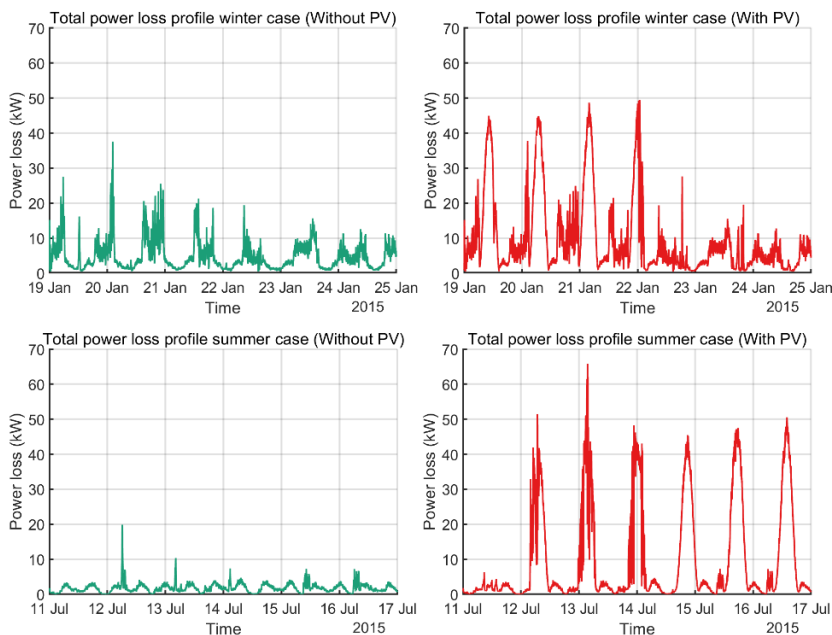 Total power loss profile winter case (Without PV)
Power loss (kW)
70
60
50
40
30
20
10
0
19 Jan 20 Jan 21 Jan 22 Jan 23 Jan 24 Jan 25 Jan
Time
2015
Total power loss profile winter case (With PV)
Power loss (kW)
70
60
50
40
30
20
10
0
19 Jan 20 Jan 21 Jan 22 Jan 23 Jan 24 Jan 25 Jan
Time
2015
Total power loss profile summer case (Without PV)
Power loss (kW)
70
60
50
40
30
20
10
0
11 Jul 12 Jul 13 Jul 14 Jul 15 Jul 16 Jul 17 Jul
Time
2015
Total power loss profile summer case (With PV)
Power loss (kW)
70
60
50
40
30
20
10
0
11 Jul 12 Jul 13 Jul 14 Jul 15 Jul 16 Jul 17 Jul
Time
2015